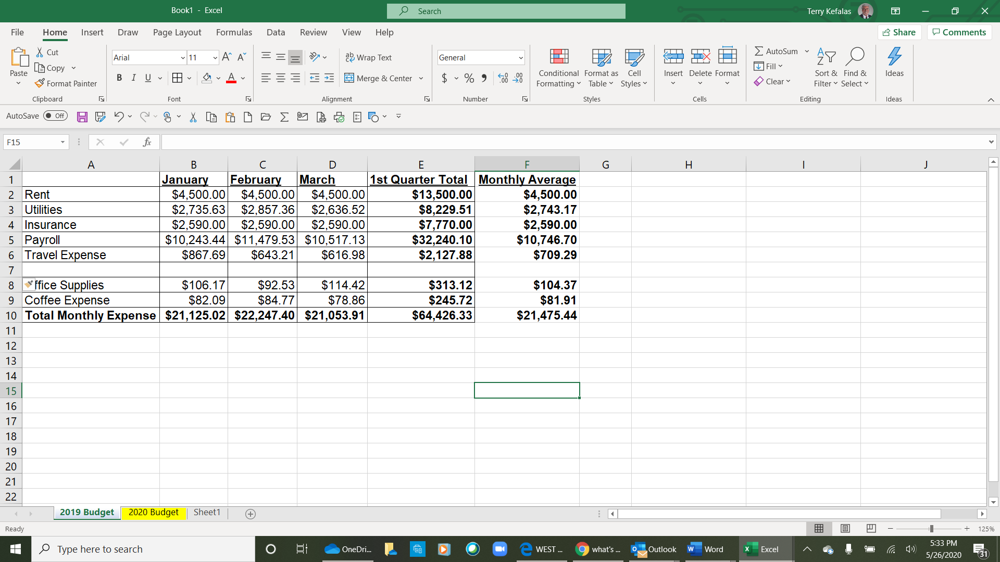 Book1 - Excel
Search
Terry Kefalas
File Home Insert Draw Page Layout Formulas Data Review View Help
Share Comments
Paste
Cut
Copy
Format Painter
Clipboard
Arial 11
B I U
Font
Wrap Text
Merge & Center
Alignment
General
$ % 9 .00 .00
Number
Conditional Formatting
Format as Table
Cell Styles
Styles
Insert Delete Format
Cells
AutoSum
Fill
Clear
Sort & Filter
Find & Select
Editing
Ideas
Ideas
AutoSave Off
F15 fx
A B C D E F G H I J
1 January February March 1st Quarter Total Monthly Average
2 Rent $4,500.00 $4,500.00 $4,500.00 $13,500.00 $4,500.00
3 Utilities $2,735.63 $2,857.36 $2,636.52 $8,229.51 $2,743.17
4 Insurance $2,590.00 $2,590.00 $2,590.00 $7,770.00 $2,590.00
5 Payroll $10,243.44 $11,479.53 $10,517.13 $32,240.10 $10,746.70
6 Travel Expense $867.69 $643.21 $616.98 $2,127.88 $709.29
7
8 ffice Supplies $106.17 $92.53 $114.42 $313.12 $104.37
9 Coffee Expense $82.09 $84.77 $78.86 $245.72 $81.91
10 Total Monthly Expense $21,125.02 $22,247.40 $21,053.91 $64,426.33 $21,475.44
11
12
13
14
15
16
17
18
19
20
21
22
2019 Budget 2020 Budget Sheet1
Ready 125%
Type here to search
OneDri... WEST ... what's ... Outlook Word Excel
5:33 PM
5/26/2020
31